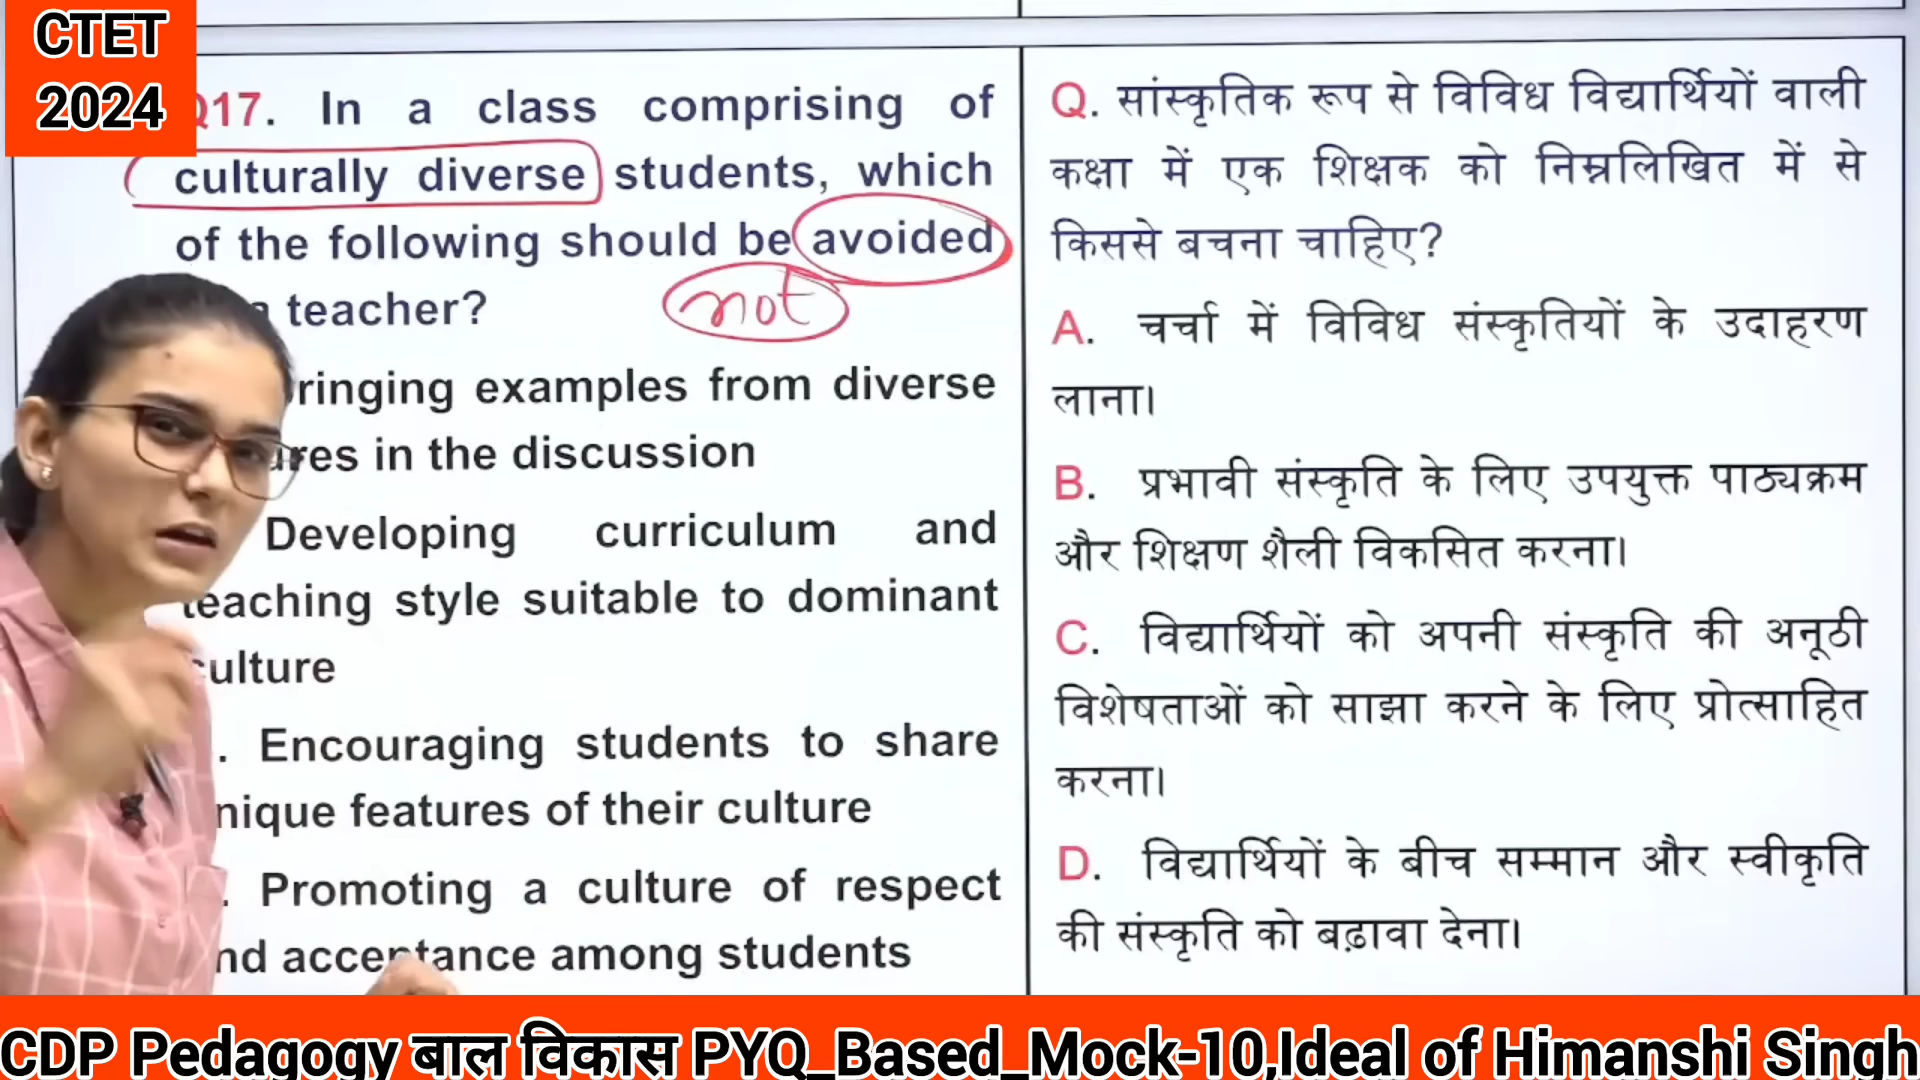 CTET
2024
Q17. In a class comprising of
culturally diverse students, which
of the following should be avoided
a teacher?
not
ringing examples from diverse
ures in the discussion
Developing curriculum and
teaching style suitable to dominant
culture
. Encouraging students to share
nique features of their culture
. Promoting a culture of respect
nd acceptance among students
Q. सांस्कृतिक रूप से विविध विद्यार्थियों वाली
कक्षा में एक शिक्षक को निम्नलिखित में से
किससे बचना चाहिए?
A. चर्चा में विविध संस्कृतियों के उदाहरण
लाना।
B. प्रभावी संस्कृति के लिए उपयुक्त पाठ्यक्रम
और शिक्षण शैली विकसित करना।
C. विद्यार्थियों को अपनी संस्कृति की अनूठी
विशेषताओं को साझा करने के लिए प्रोत्साहित
करना।
D. विद्यार्थियों के बीच सम्मान और स्वीकृति
की संस्कृति को बढ़ावा देना।
CDP Pedagogy बाल विकास PYQ_Based_Mock-10,Ideal of Himanshi Singh